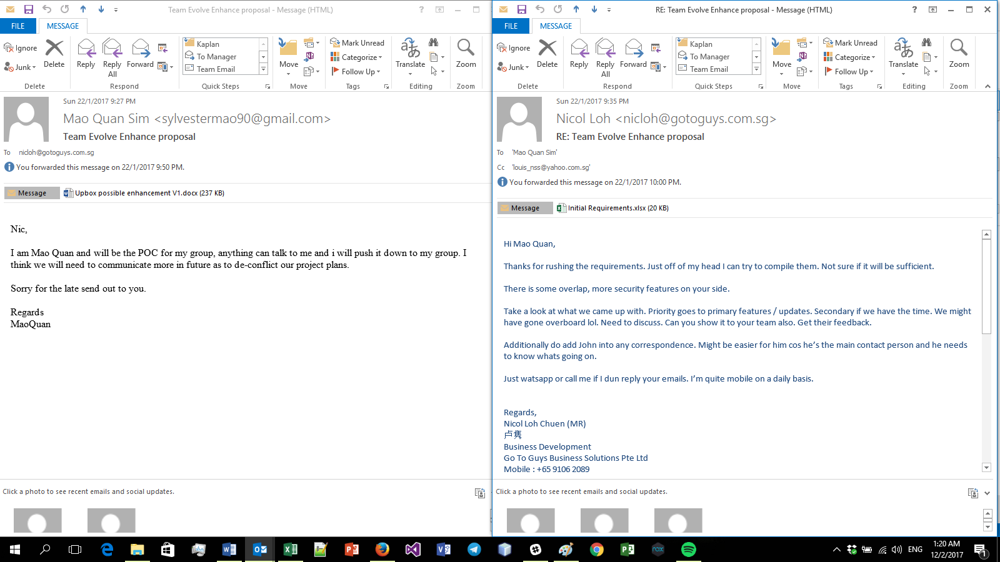 Team Evolve Enhance proposal - Message (HTML)
FILE
MESSAGE
Ignore
Junk
Delete
Reply
Reply All
Forward
Kaplan
To Manager
Team Email
Move
Mark Unread
Categorize
Follow Up
Translate
Zoom
Delete
Respond
Quick Steps
Move
Tags
Editing
Zoom
Sun 22/1/2017 9:27 PM
Mao Quan Sim <sylvestermao90@gmail.com>
Team Evolve Enhance proposal
To nicloh@gotoguys.com.sg
You forwarded this message on 22/1/2017 9:50 PM.
Message
Upbox possible enhancement V1.docx (237 KB)
Nic,
I am Mao Quan and will be the POC for my group, anything can talk to me and i will push it down to my group. I
think we will need to communicate more in future as to de-conflict our project plans.
Sorry for the late send out to you.
Regards
MaoQuan
Click a photo to see recent emails and social updates.
RE: Team Evolve Enhance proposal - Message (HTML)
FILE
MESSAGE
Ignore
Junk
Delete
Reply
Reply All
Forward
Kaplan
To Manager
Team Email
Move
Mark Unread
Categorize
Follow Up
Translate
Zoom
Delete
Respond
Quick Steps
Move
Tags
Editing
Zoom
Sun 22/1/2017 9:35 PM
Nicol Loh <nicloh@gotoguys.com.sg>
RE: Team Evolve Enhance proposal
To 'Mao Quan Sim'
Cc 'louis_nss@yahoo.com.sg'
You forwarded this message on 22/1/2017 10:00 PM.
Message
Initial Requirements.xlsx (20 KB)
Hi Mao Quan,
Thanks for rushing the requirements. Just off of my head I can try to compile them. Not sure if it will be sufficient.
There is some overlap, more security features on your side.
Take a look at what we came up with. Priority goes to primary features / updates. Secondary if we have the time. We might
have gone overboard lol. Need to discuss. Can you show it to your team also. Get their feedback.
Additionally do add John into any correspondence. Might be easier for him cos he's the main contact person and he needs
to know whats going on.
Just watsapp or call me if I dun reply your emails. I'm quite mobile on a daily basis.
Regards,
Nicol Loh Chuen (MR)
卢隽
Business Development
Go To Guys Business Solutions Pte Ltd
Mobile : +65 9106 2089
Click a photo to see recent emails and social updates.
ENG
1:20 AM
12/2/2017
1